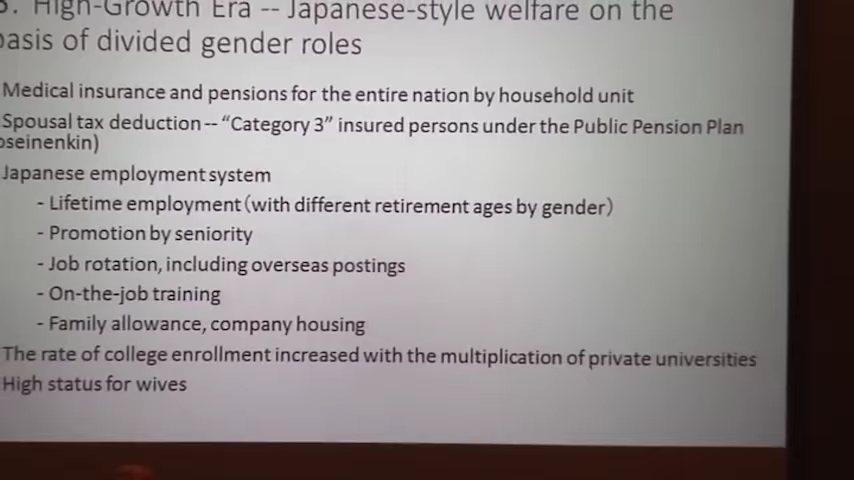 . High-Growth Era -- Japanese-style welfare on the
basis of divided gender roles
Medical insurance and pensions for the entire nation by household unit
Spousal tax deduction -- “Category 3” insured persons under the Public Pension Plan
oseinenkin)
Japanese employment system
- Lifetime employment (with different retirement ages by gender)
- Promotion by seniority
- Job rotation, including overseas postings
- On-the-job training
- Family allowance, company housing
The rate of college enrollment increased with the multiplication of private universities
High status for wives